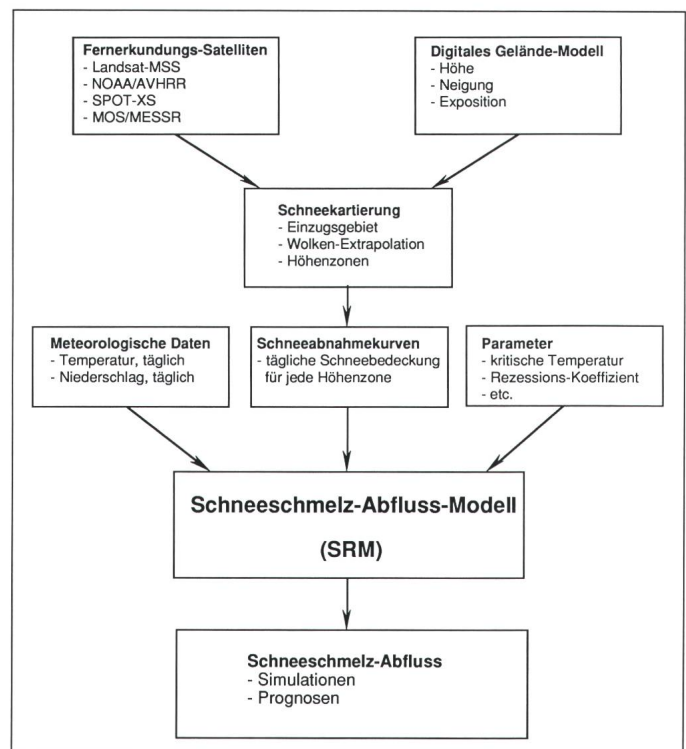 Fernerkundungs-Satelliten
- Landsat-MSS
- NOAA/AVHRR
- SPOT-XS
- MOS/MESSR
Digitales Gelände-Modell
- Höhe
- Neigung
- Exposition
Schneekartierung
- Einzugsgebiet
- Wolken-Extrapolation
- Höhenzonen
Meteorologische Daten
- Temperatur, täglich
- Niederschlag, täglich
Schneeabnahmekurven
- tägliche Schneebedeckung
für jede Höhenzone
Parameter
- kritische Temperatur
- Rezessions-Koeffizient
- etc.
Schneeschmelz-Abfluss-Modell
(SRM)
Schneeschmelz-Abfluss
- Simulationen
- Prognosen